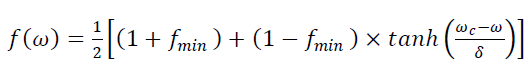 f(ω) = 1/2 [(1 + f_min ) + (1 − f_min ) × tanh (ω_c−ω / δ)]